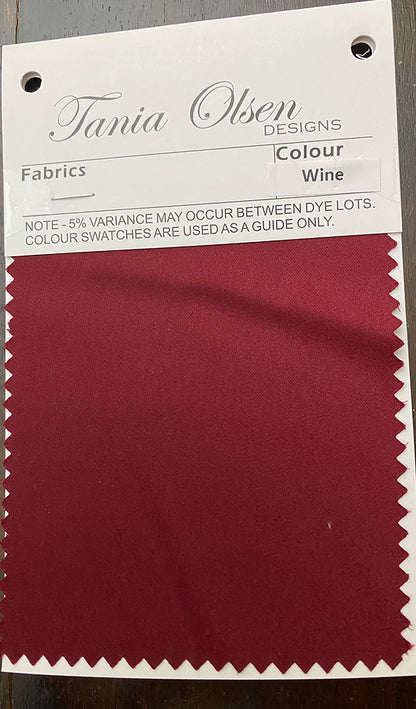 Tania Olsen
DESIGNS
Fabrics
Colour
Wine
NOTE - 5% VARIANCE MAY OCCUR BETWEEN DYE LOTS.
COLOUR SWATCHES ARE USED AS A GUIDE ONLY.